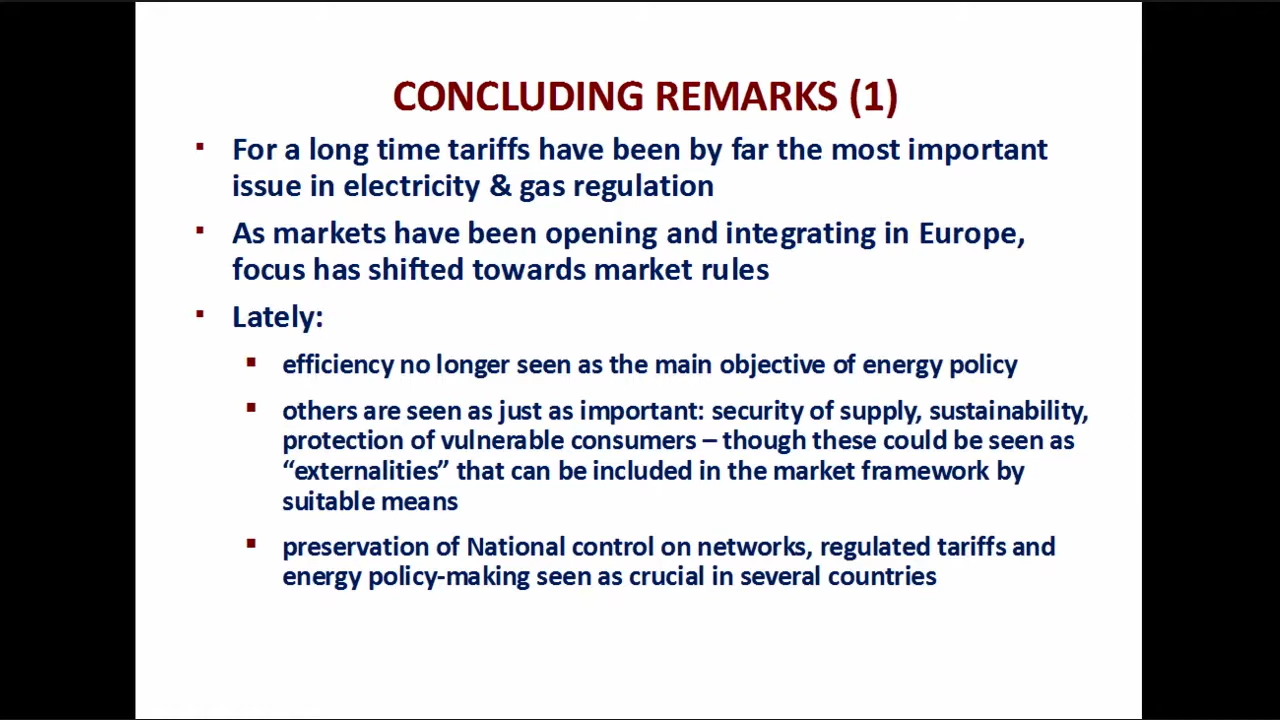 CONCLUDING REMARKS (1)
▪ For a long time tariffs have been by far the most important
issue in electricity & gas regulation
▪ As markets have been opening and integrating in Europe,
focus has shifted towards market rules
▪ Lately:
▪ efficiency no longer seen as the main objective of energy policy
▪ others are seen as just as important: security of supply, sustainability,
protection of vulnerable consumers – though these could be seen as
“externalities” that can be included in the market framework by
suitable means
▪ preservation of National control on networks, regulated tariffs and
energy policy-making seen as crucial in several countries